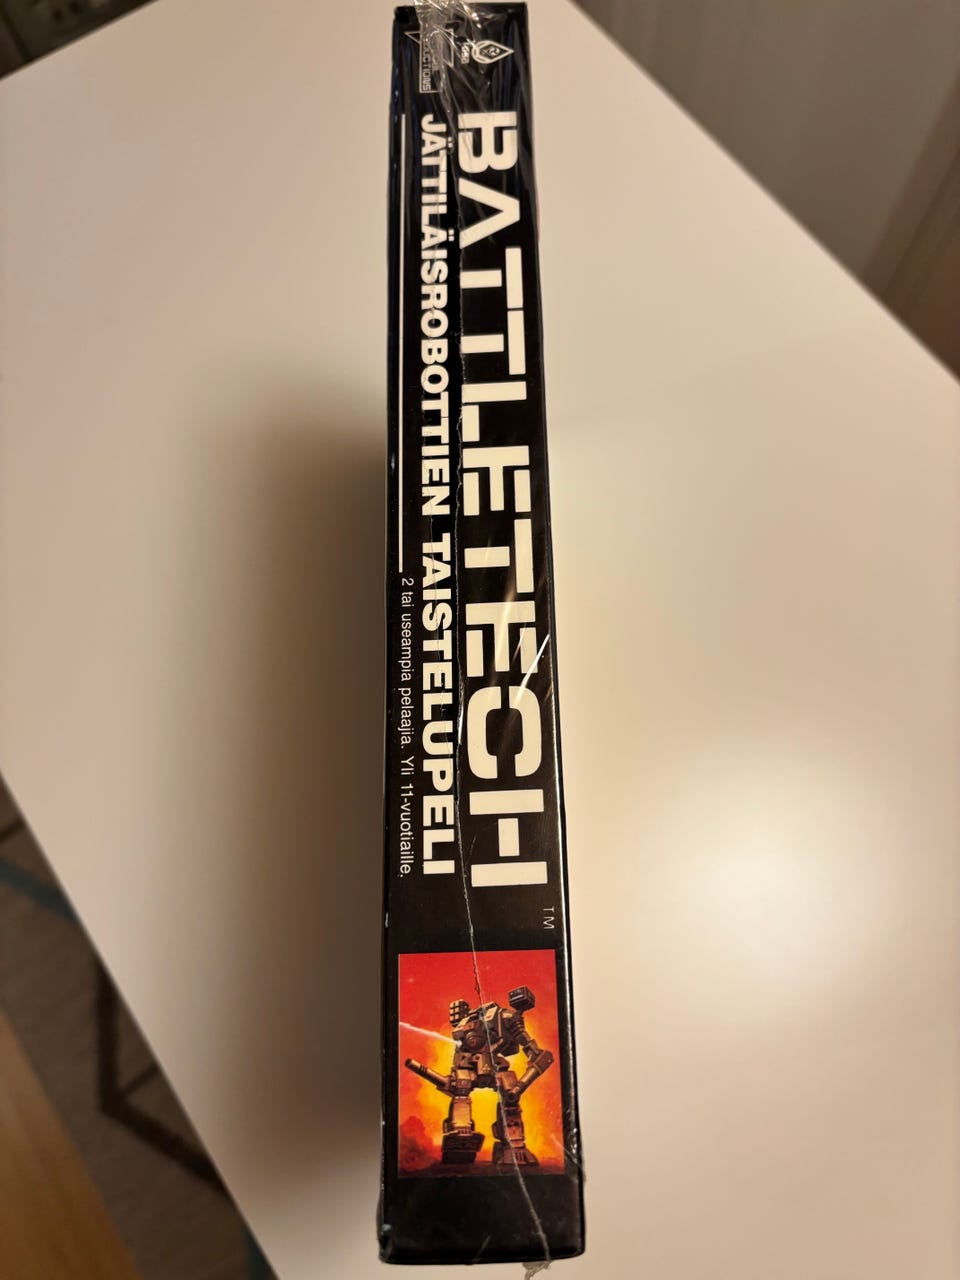 BATTLETECH TM
JÄTTILÄISROBOTTIEN TAISTELUPELI
2 tai useampia pelaajia. Yli 11-vuotiaille.